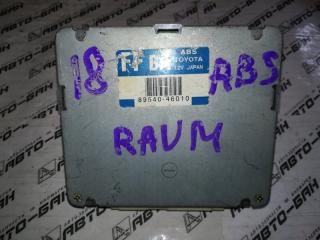 ABS
TOYOTA
12V JAPAN
89540-46010
18 ABS
RAUM
АВТО-БАН